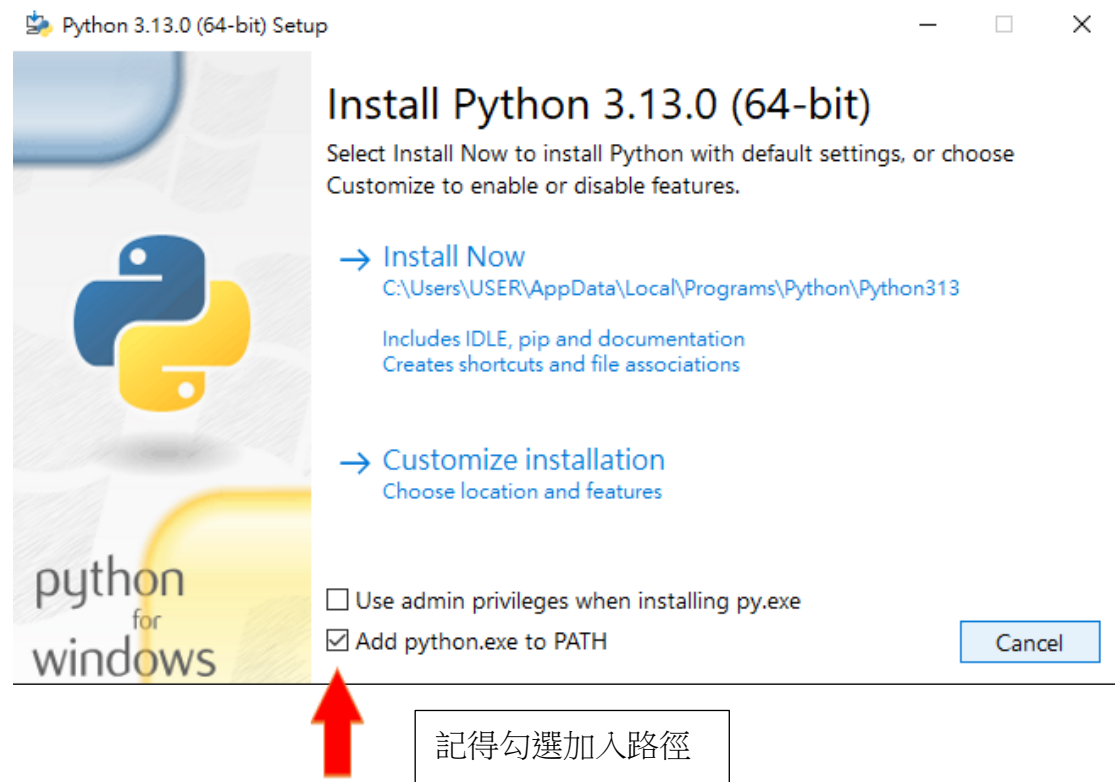 Python 3.13.0 (64-bit) Setup
Install Python 3.13.0 (64-bit)
Select Install Now to install Python with default settings, or choose
Customize to enable or disable features.
→ Install Now
C:\Users\USER\AppData\Local\Programs\Python\Python313
Includes IDLE, pip and documentation
Creates shortcuts and file associations
→ Customize installation
Choose location and features
python
for
windows
Use admin privileges when installing py.exe
Add python.exe to PATH
Cancel
記得勾選加入路徑